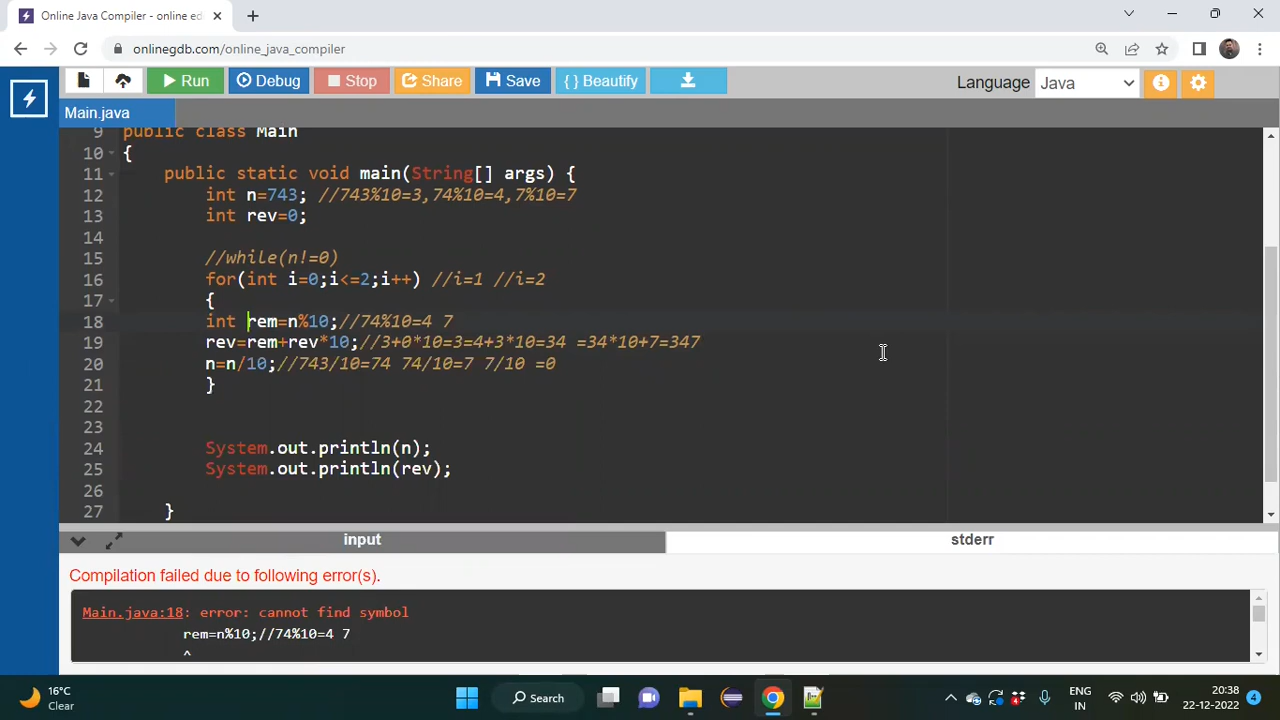 Online Java Compiler - online ed
onlinegdb.com/online_java_compiler
Run Debug Stop Share Save { } Beautify Language Java
Main.java
9 public class Main
10 {
11 public static void main(String[] args) {
12 int n=743; //743%10=3,74%10=4,7%10=7
13 int rev=0;
14
15 //while(n!=0)
16 for(int i=0;i<=2;i++) //i=1 //i=2
17 {
18 int rem=n%10;//74%10=4 7
19 rev=rem+rev*10;//3+0*10=3=4+3*10=34 =34*10+7=347
20 n=n/10;//743/10=74 74/10=7 7/10 =0
21 }
22
23
24 System.out.println(n);
25 System.out.println(rev);
26
27 }
input stderr
Compilation failed due to following error(s).
Main.java:18: error: cannot find symbol
rem=n%10;//74%10=4 7
^
16°C
Clear
Search
ENG
IN
20:38
22-12-2022
4